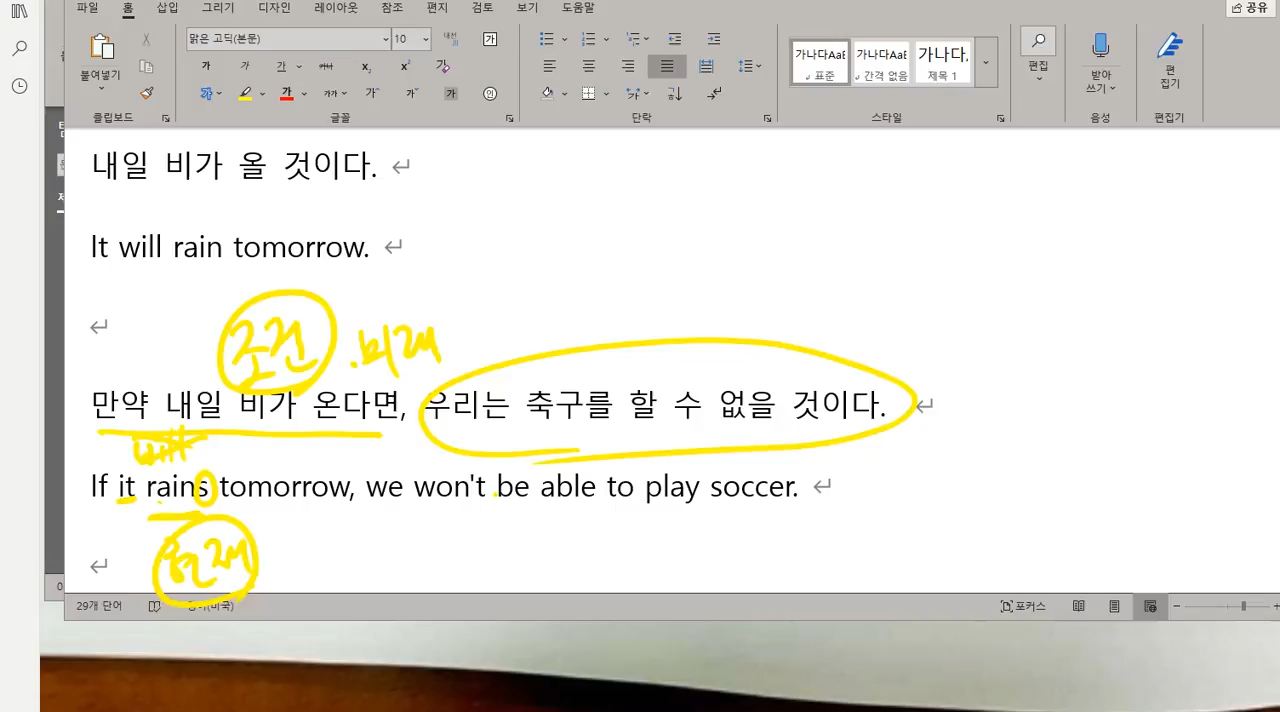 파일 홈 삽입 그리기 디자인 레이아웃 참조 편지 검토 보기 도움말
공유
맑은 고딕(본문) 10
붙여넣기
가나다AaB 가나다AaB 가나다,
표준 간격 없음 제목 1
편집
받아쓰기
편집기
클립보드 글꼴 단락 스타일 음성 편집기
내일 비가 올 것이다.
It will rain tomorrow.
조건 .미래
만약 내일 비가 온다면, 우리는 축구를 할 수 없을 것이다.
If it rains tomorrow, we won't be able to play soccer.
현재
29개 단어 영어(미국) 포커스